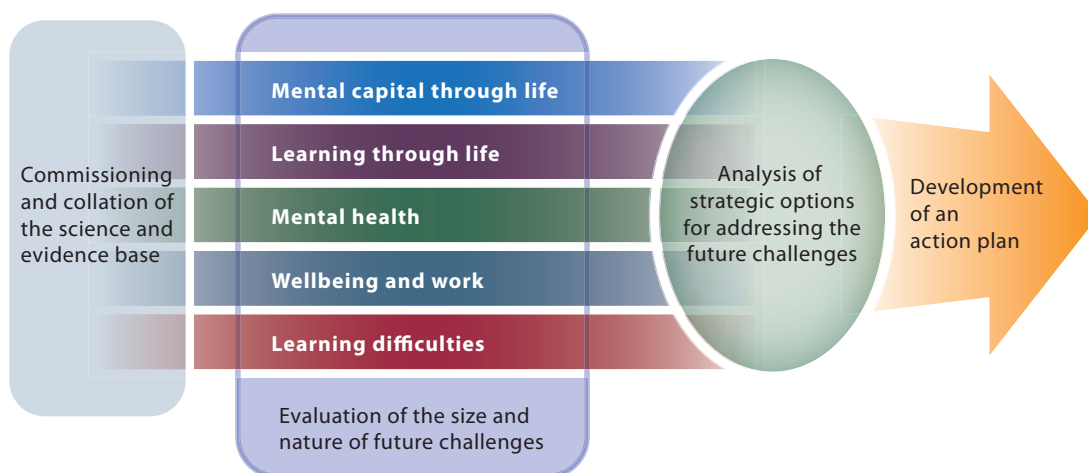 Commissioning
and collation of
the science and
evidence base
Mental capital through life
Learning through life
Mental health
Wellbeing and work
Learning difficulties
Evaluation of the size and
nature of future challenges
Analysis of
strategic options
for addressing the
future challenges
Development
of an
action plan